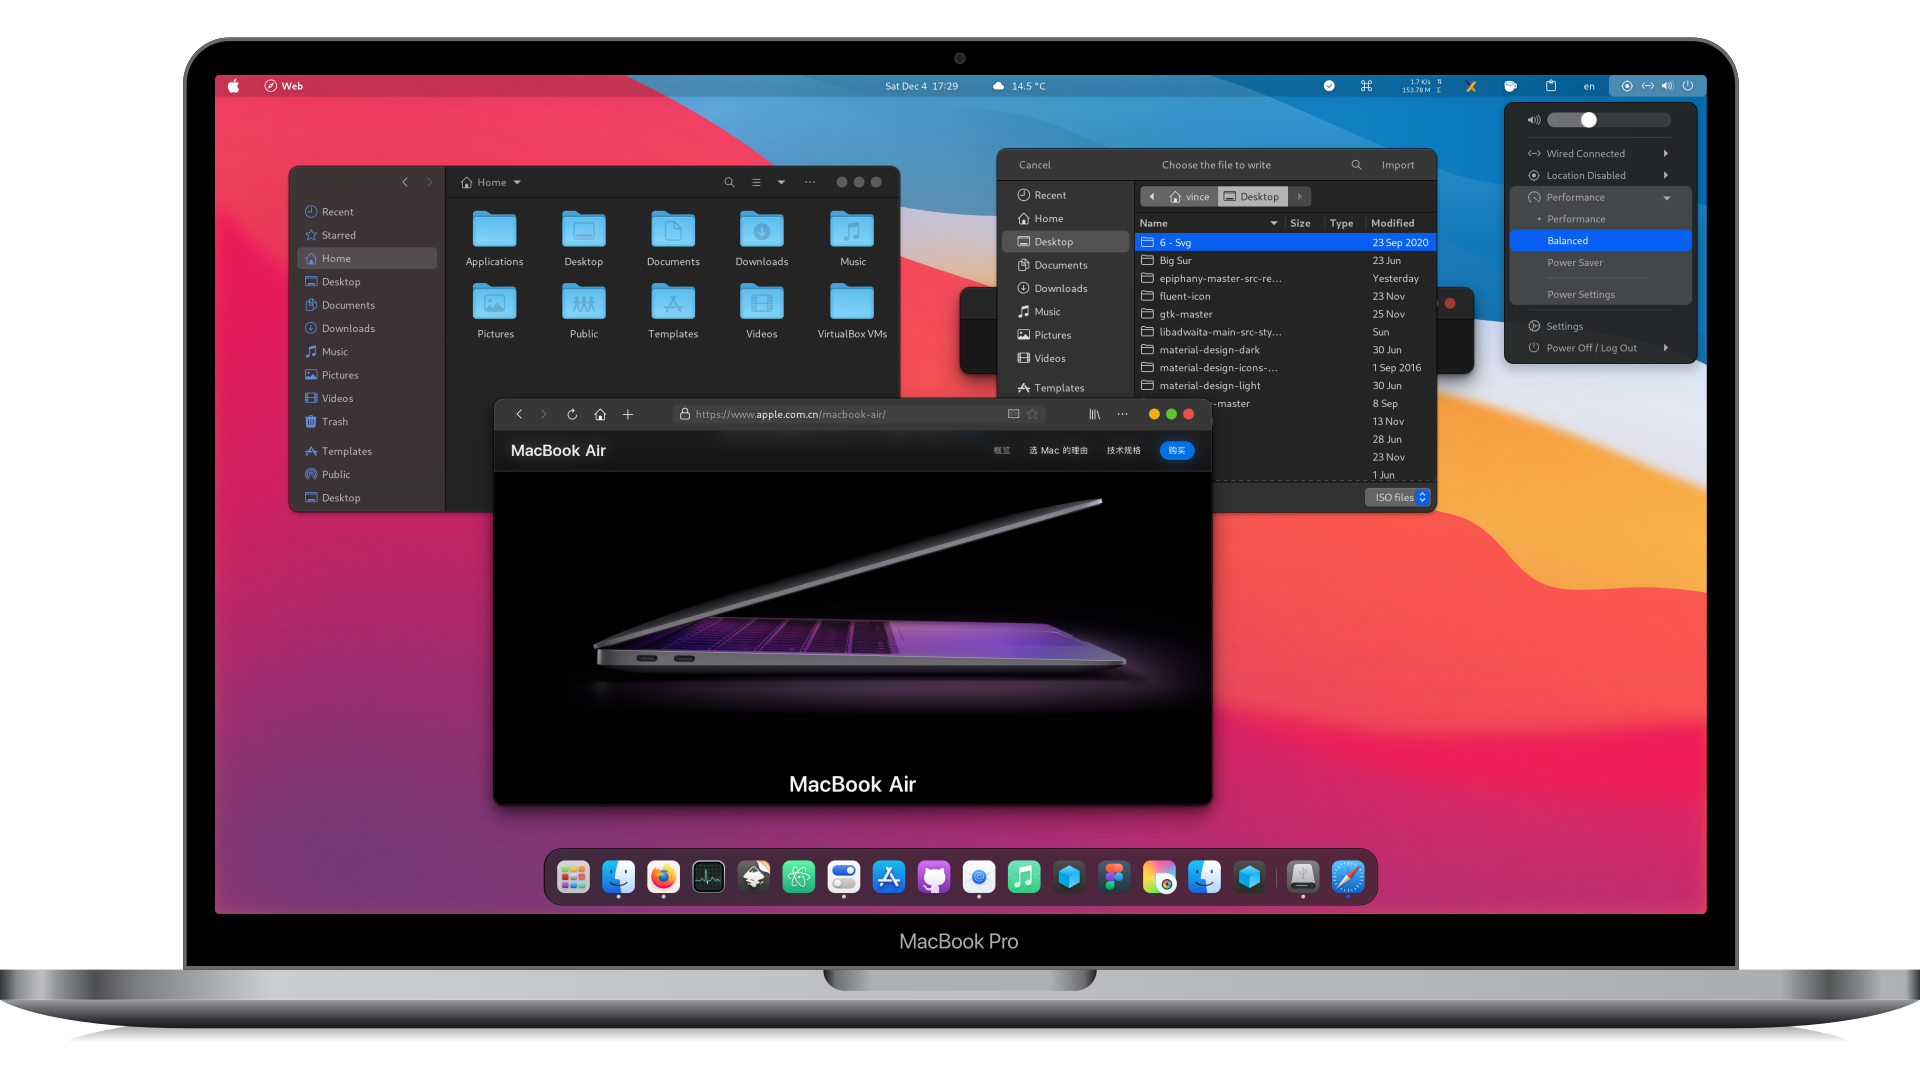 Web
Sat Dec 4 17:29
14.5 °C
1.7 K/s
153.78 M Σ
en
Wired Connected
Location Disabled
Performance
Performance
Balanced
Power Saver
Power Settings
Settings
Power Off / Log Out
Home
Recent
Starred
Home
Desktop
Documents
Downloads
Music
Pictures
Videos
Trash
Templates
Public
Desktop
Applications Desktop Documents Downloads Music
Pictures Public Templates Videos VirtualBox VMs
Cancel Choose the file to write Import
Recent
Home
Desktop
Documents
Downloads
Music
Pictures
Videos
Templates
vince Desktop
Name Size Type Modified
6 - Svg 23 Sep 2020
Big Sur 23 Jun
epiphany-master-src-re... Yesterday
fluent-icon 23 Nov
gtk-master 25 Nov
libadwaita-main-src-sty... Sun
material-design-dark 30 Jun
material-design-icons-... 1 Sep 2016
material-design-light 30 Jun
-master 8 Sep
13 Nov
28 Jun
23 Nov
1 Jun
ISO files
https://www.apple.com.cn/macbook-air/
MacBook Air 概览 选 Mac 的理由 技术规格 购买
MacBook Air
MacBook Pro